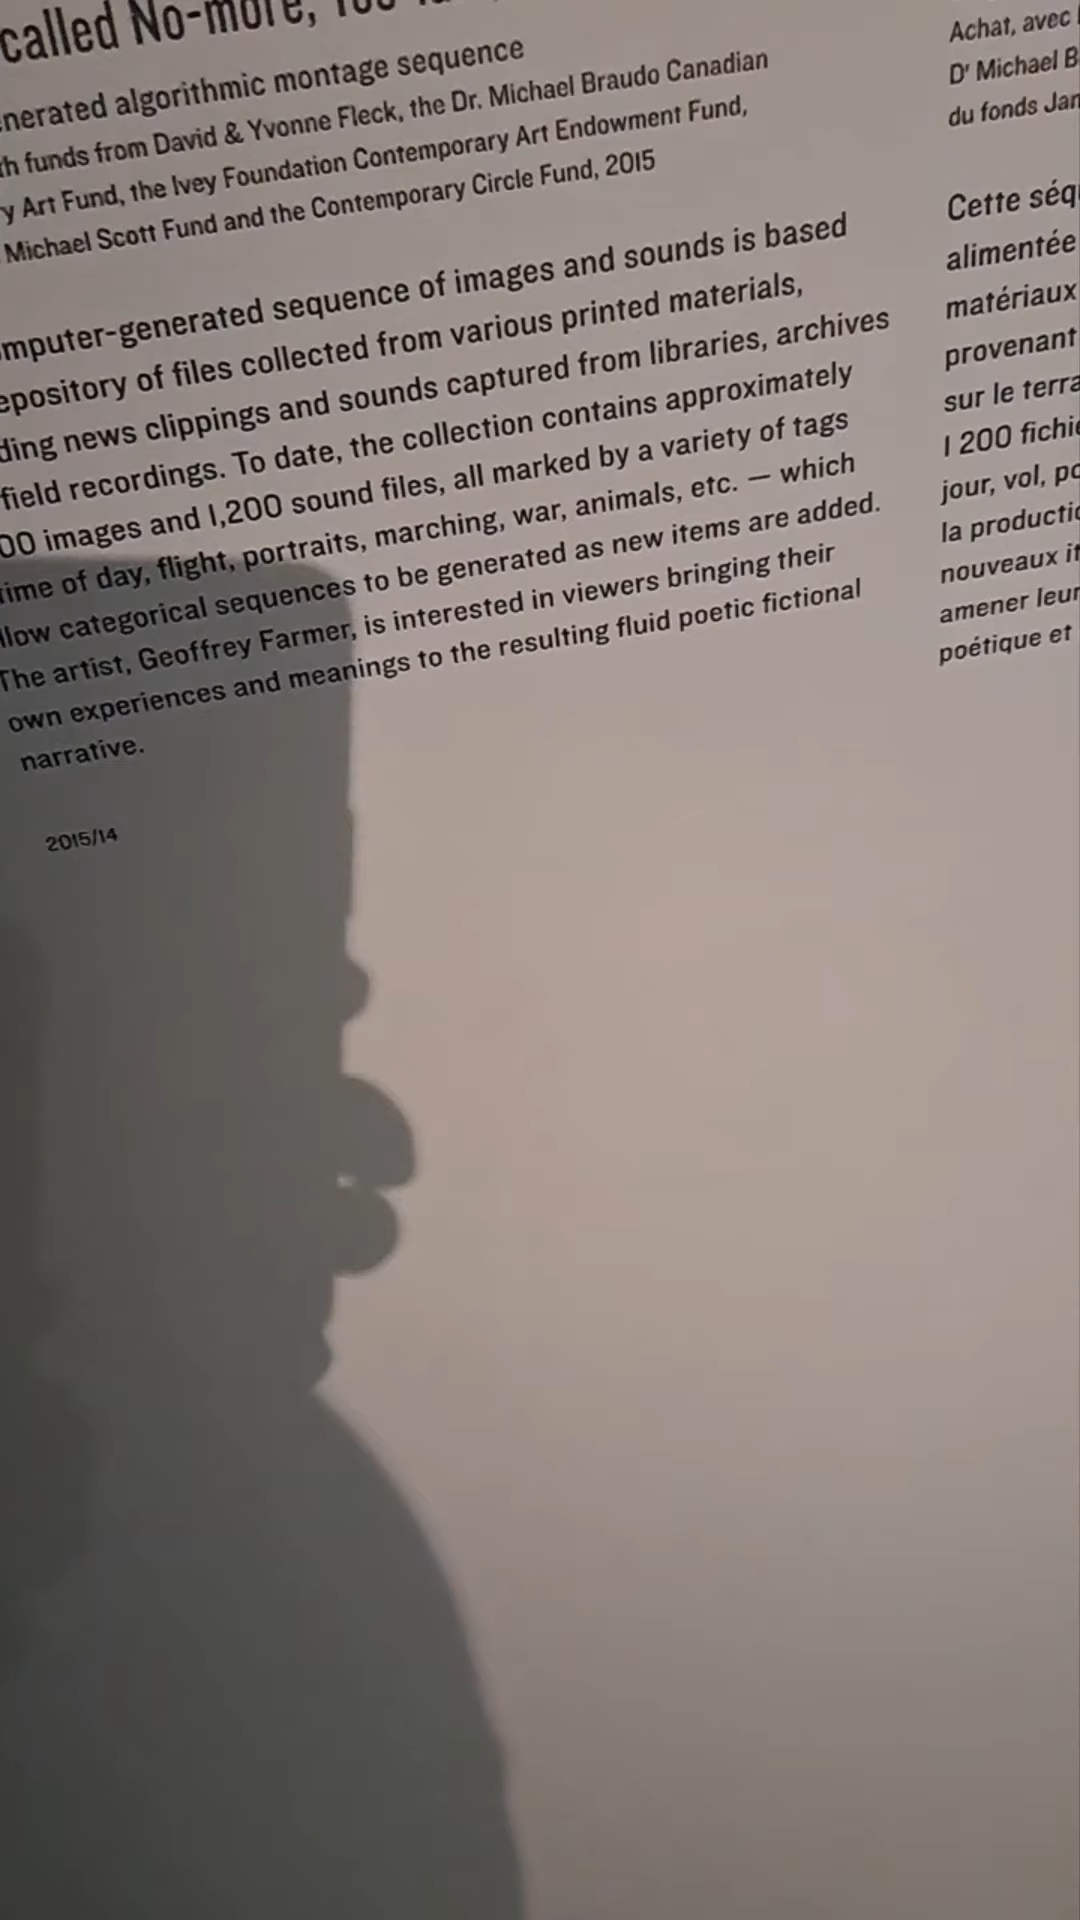 called No-more,
algorithmic montage sequence
funds from David & Yvonne Fleck, the Dr. Michael Braudo Canadian
Art Fund, the Ivey Foundation Contemporary Art Endowment Fund,
Michael Scott Fund and the Contemporary Circle Fund, 2015
sequence of images and sounds is based
of files collected from various printed materials,
news clippings and sounds captured from libraries, archives
field recordings. To date, the collection contains approximately
00 images and 1,200 sound files, all marked by a variety of tags
time of day, flight, portraits, marching, war, animals, etc. — which
categorical sequences to be generated as new items are added.
The artist, Geoffrey Farmer, is interested in viewers bringing their
own experiences and meanings to the resulting fluid poetic fictional
narrative.
2015/14
Achat, avec
Dʳ Michael B
du fonds Jan
Cette séq
alimentée
matériaux
provenant
sur le terra
1 200 fichi
jour, vol, po
la productio
nouveaux it
amener leur
poétique et